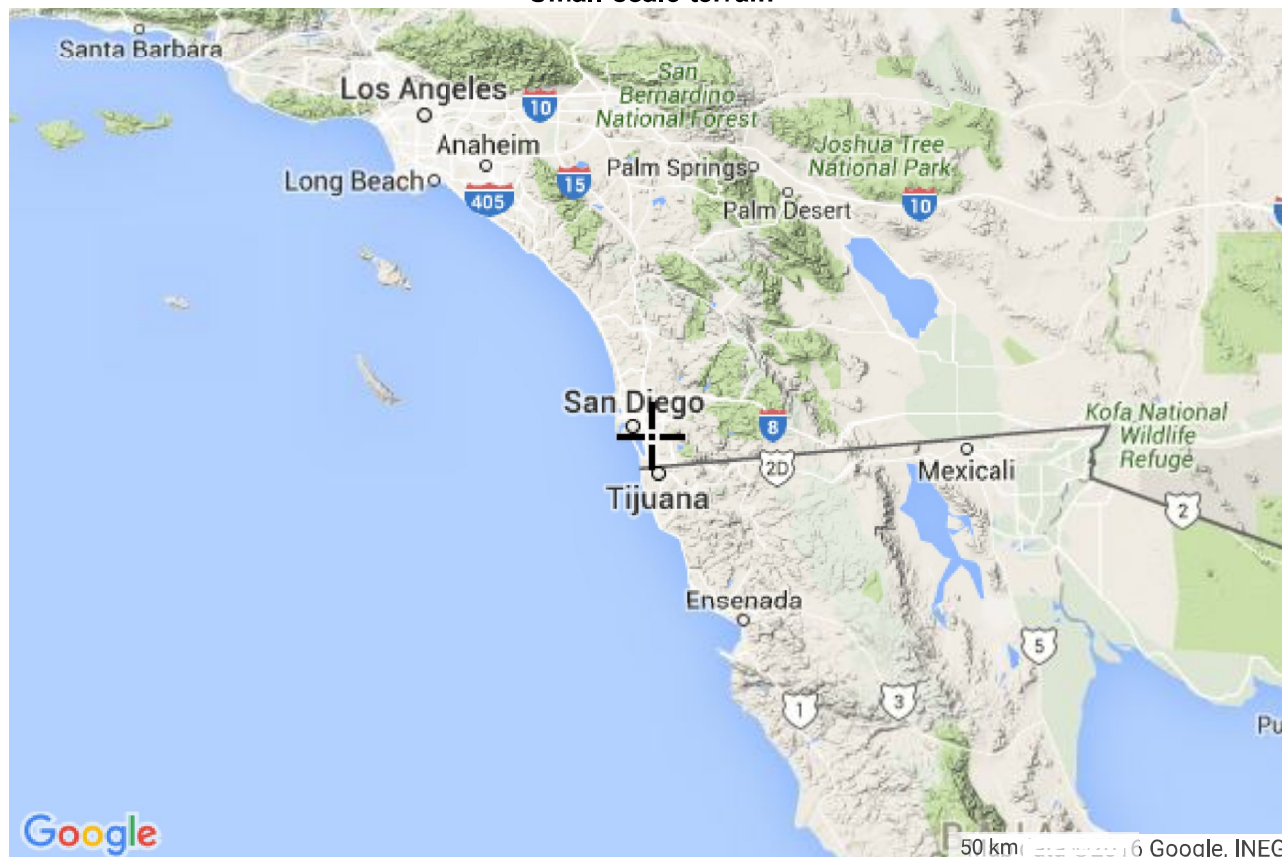 Santa Barbara
Los Angeles
10
San
Bernardino
National Forest
Anaheim
Joshua Tree
National Park
Long Beach
405
15
Palm Springs
Palm Desert
10
San Diego
8
Kofa National
Wildlife
Refuge
2D
Mexicali
Tijuana
2
Ensenada
5
1
3
Pu
Google
50 km
6 Google, INEG